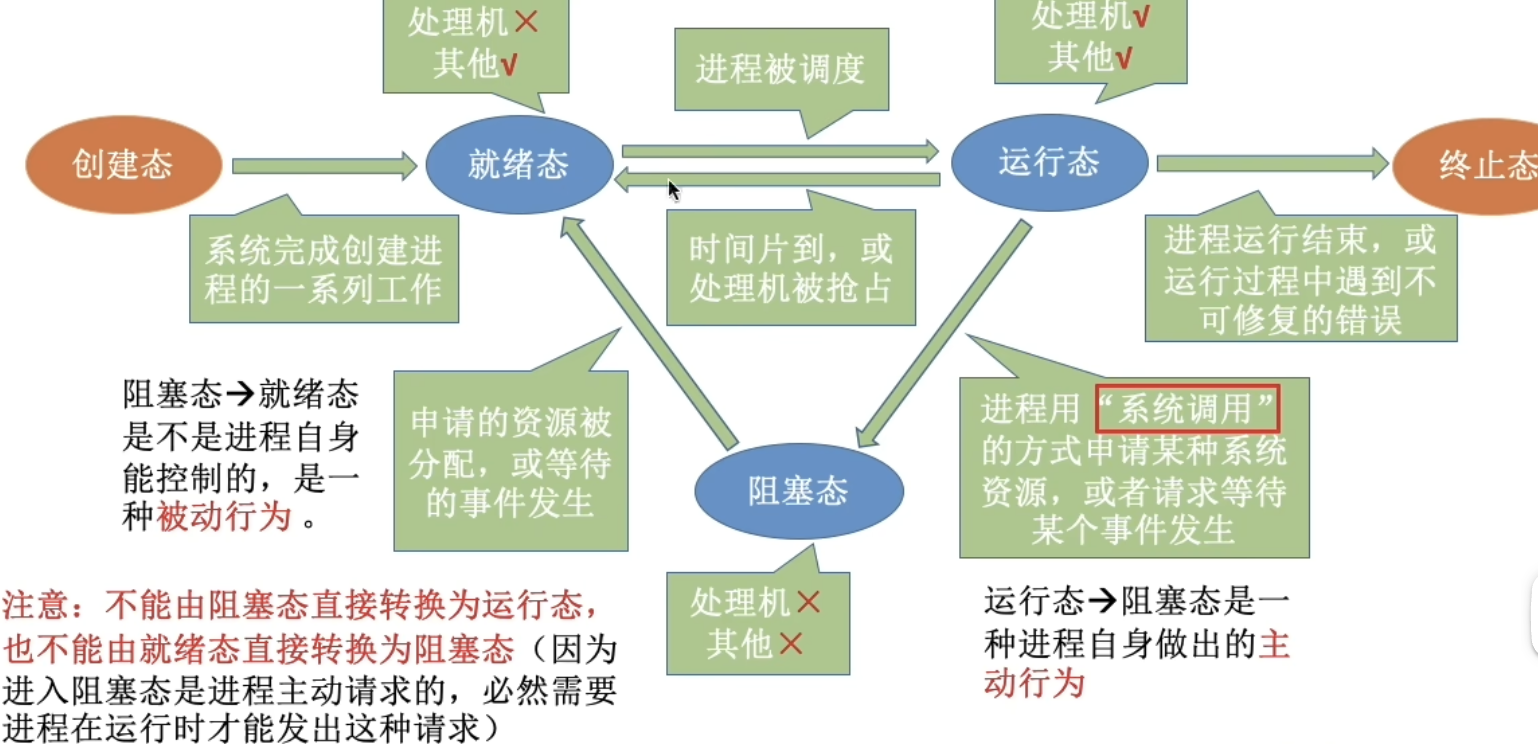 处理机×
其他√
进程被调度
处理机√
其他√
创建态
就绪态
运行态
终止态
系统完成创建进
程的一系列工作
时间片到，或
处理机被抢占
进程运行结束，或
运行过程中遇到不
可修复的错误
阻塞态→就绪态
是不是进程自身
能控制的，是一
种被动行为。
申请的资源被
分配，或等待
的事件发生
进程用“系统调用”
的方式申请某种系统
资源，或者请求等待
某个事件发生
阻塞态
处理机×
其他×
运行态→阻塞态是一
种进程自身做出的主
动行为
注意：不能由阻塞态直接转换为运行态，
也不能由就绪态直接转换为阻塞态（因为
进入阻塞态是进程主动请求的，必然需要
进程在运行时才能发出这种请求）